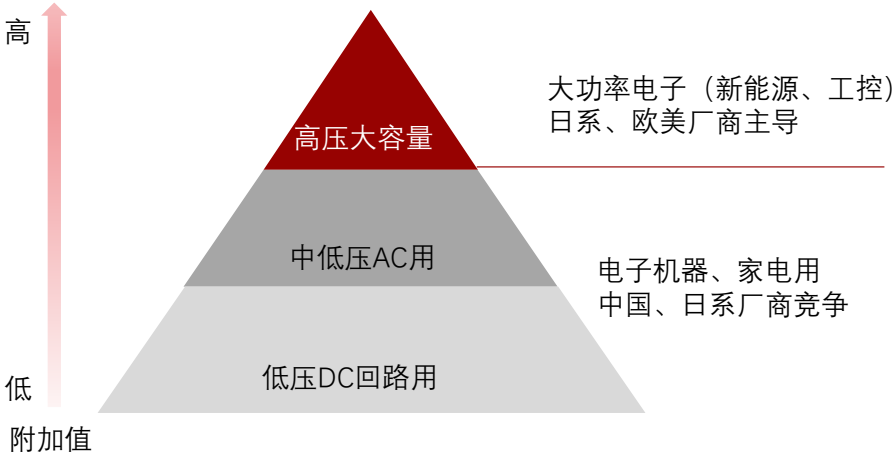 高
大功率电子（新能源、工控）
日系、欧美厂商主导
高压大容量
中低压AC用
电子机器、家电用
中国、日系厂商竞争
低压DC回路用
低
附加值